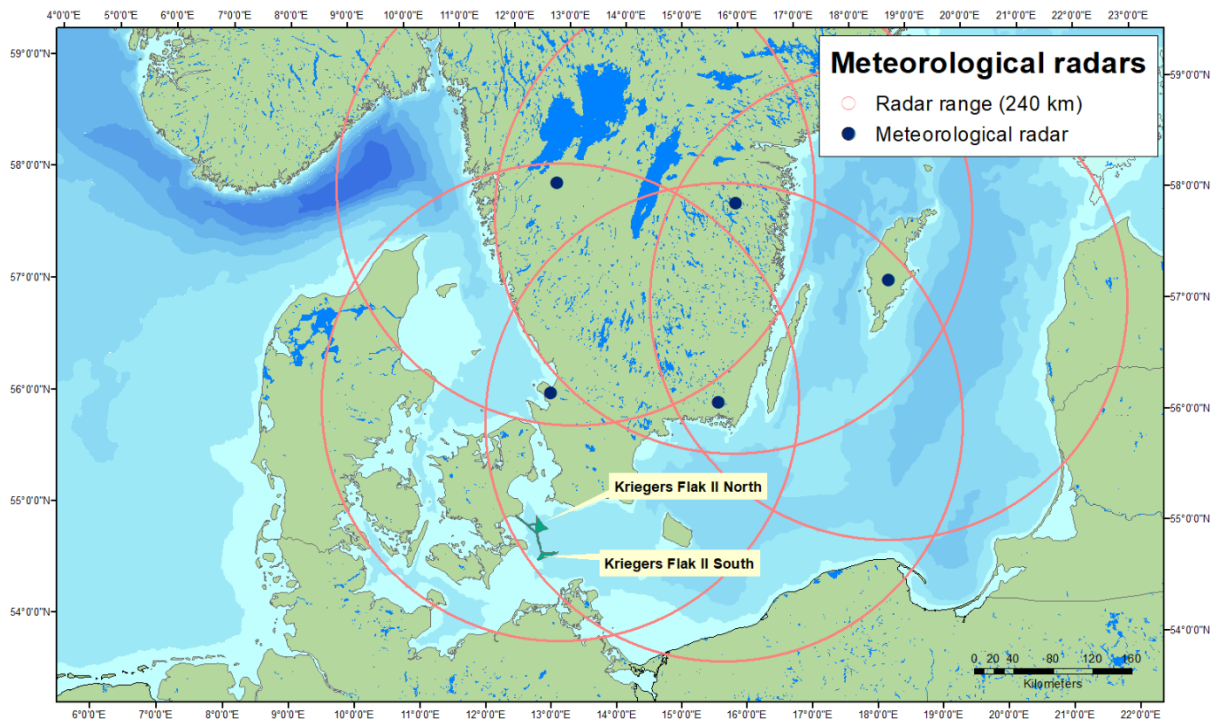 4°0'0"E 5°0'0"E 6°0'0"E 7°0'0"E 8°0'0"E 9°0'0"E 10°0'0"E 11°0'0"E 12°0'0"E 13°0'0"E 14°0'0"E 15°0'0"E 16°0'0"E 17°0'0"E 18°0'0"E 19°0'0"E 20°0'0"E 21°0'0"E 22°0'0"E 23°0'0"E
Meteorological radars
Radar range (240 km)
Meteorological radar
59°0'0"N
59°0'0"N
58°0'0"N
58°0'0"N
57°0'0"N
57°0'0"N
56°0'0"N
56°0'0"N
Kriegers Flak II North
55°0'0"N
55°0'0"N
Kriegers Flak II South
54°0'0"N
54°0'0"N
0 20 40 80 120 160
Kilometers
6°0'0"E 7°0'0"E 8°0'0"E 9°0'0"E 10°0'0"E 11°0'0"E 12°0'0"E 13°0'0"E 14°0'0"E 15°0'0"E 16°0'0"E 17°0'0"E 18°0'0"E 19°0'0"E 20°0'0"E 21°0'0"E 22°0'0"E